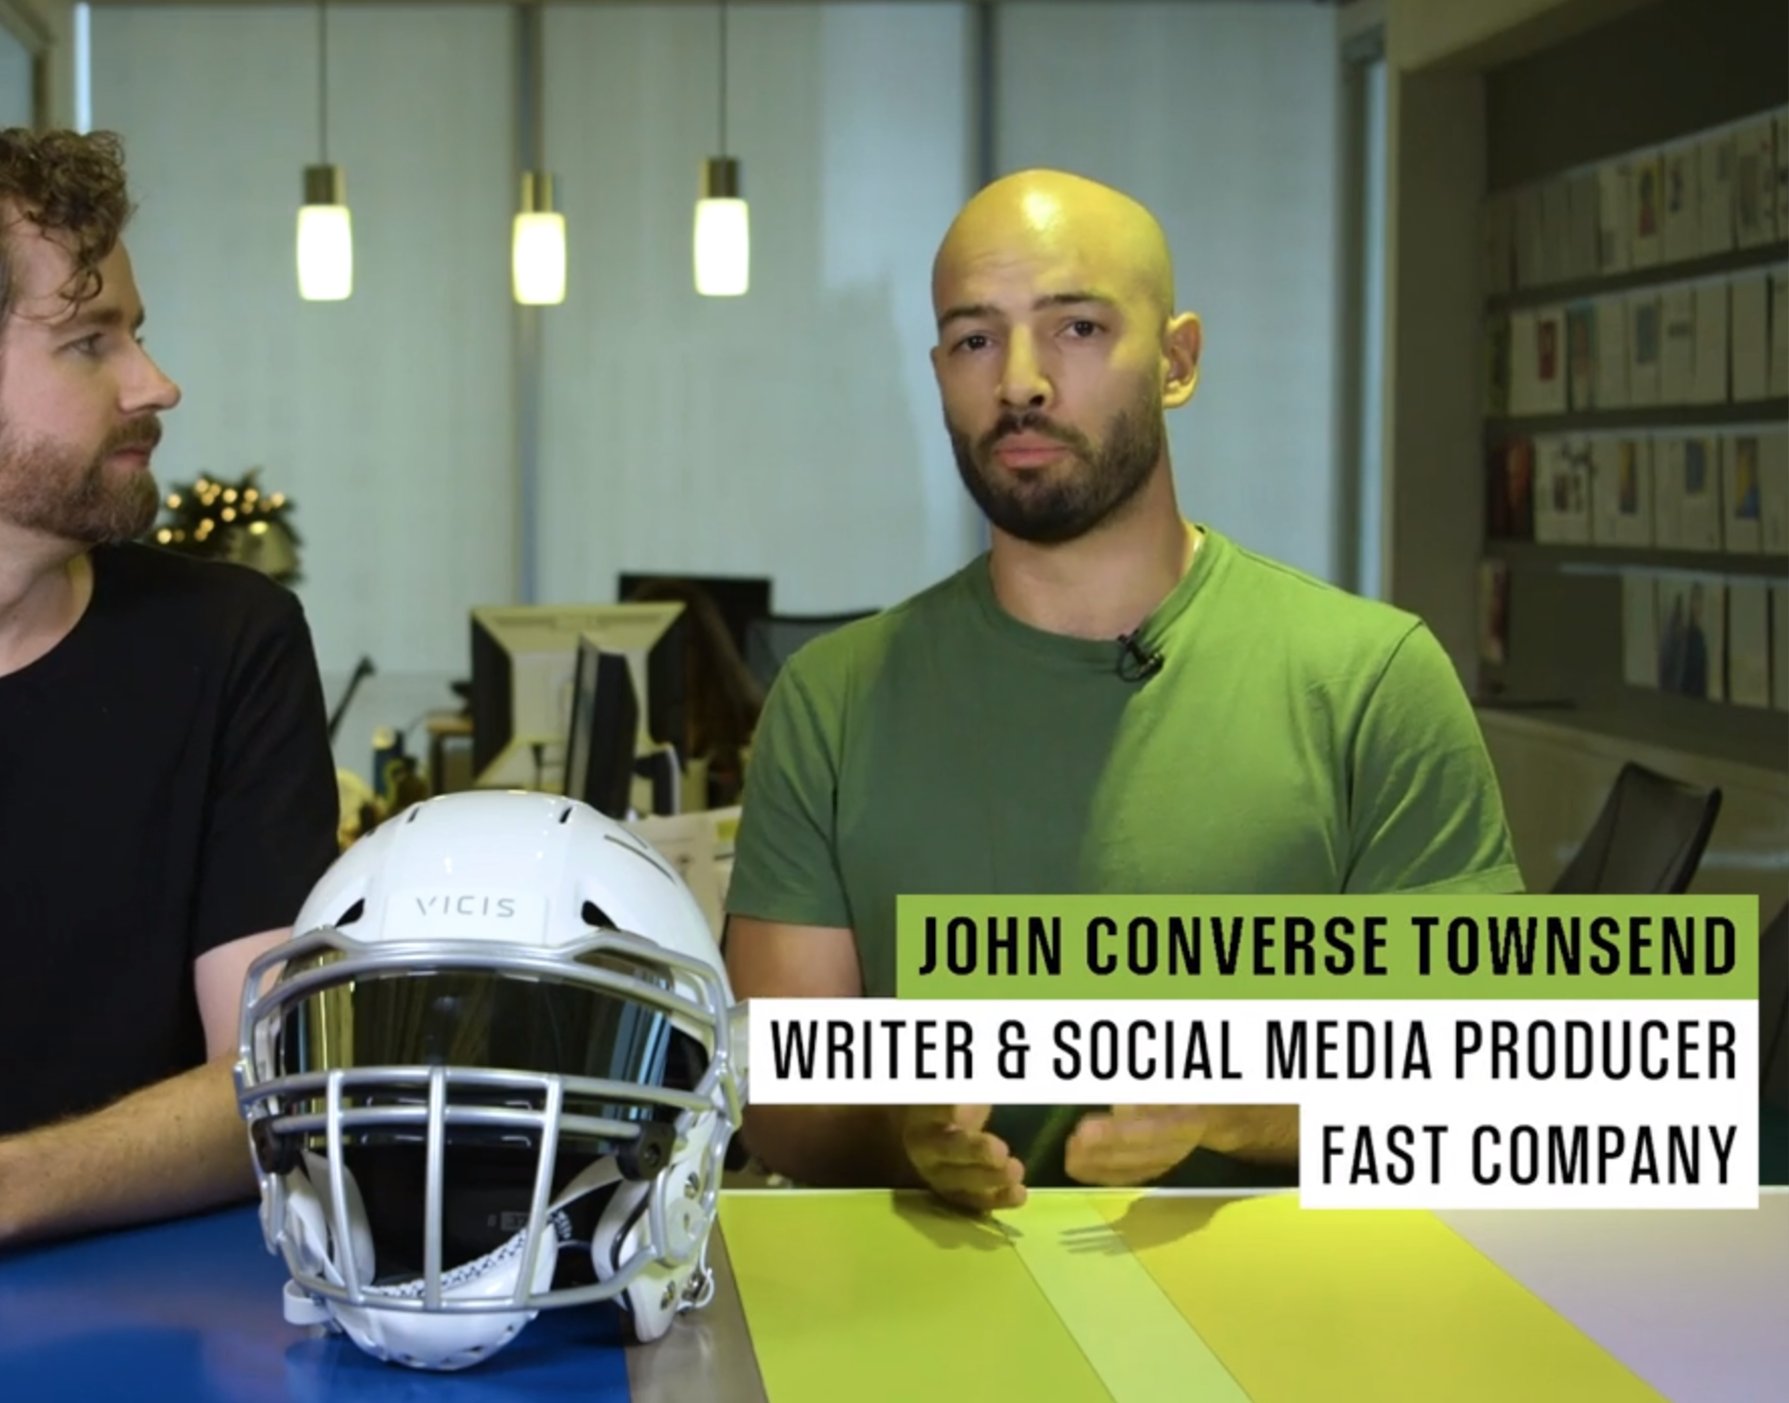 VICIS
JOHN CONVERSE TOWNSEND
WRITER & SOCIAL MEDIA PRODUCER
FAST COMPANY